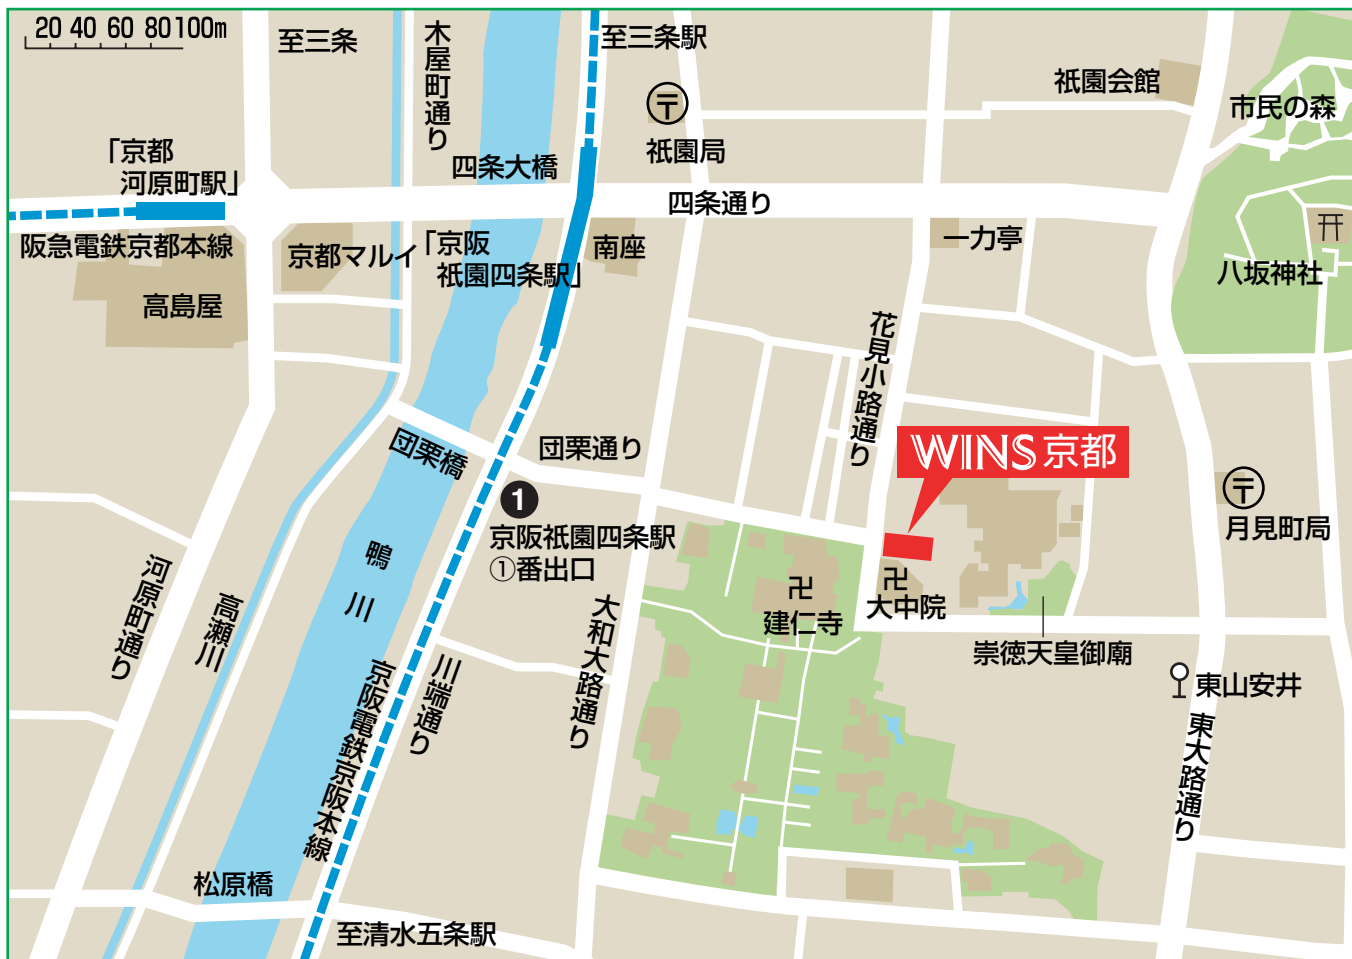 20 40 60 80 100m
至三条
木屋町通り
至三条駅
祇園会館
市民の森
〒
祇園局
「京都
河原町駅」
四条大橋
四条通り
阪急電鉄京都本線
京都マルイ
「京阪
祇園四条駅」
南座
一力亭
八坂神社
高島屋
花見小路通り
団栗橋
団栗通り
WINS京都
❶
京阪祇園四条駅
①番出口
〒
月見町局
鴨川
卍
建仁寺
卍
大中院
河原町通り
高瀬川
大和大路通り
崇徳天皇御廟
川端通り
京阪電鉄京阪本線
東山安井
東大路通り
松原橋
至清水五条駅